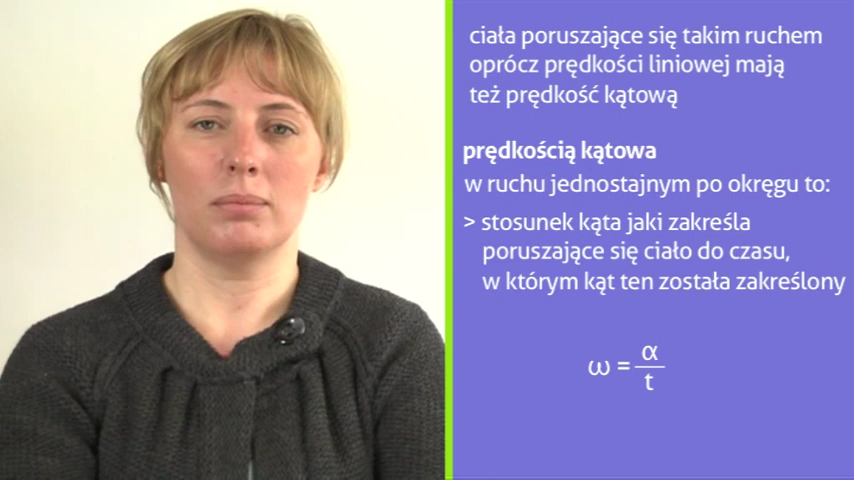 ciała poruszające się takim ruchem
oprócz prędkości liniowej mają
też prędkość kątową
prędkością kątowa
w ruchu jednostajnym po okręgu to:
> stosunek kąta jaki zakreśla
poruszające się ciało do czasu,
w którym kąt ten została zakreślony
ω = α
t